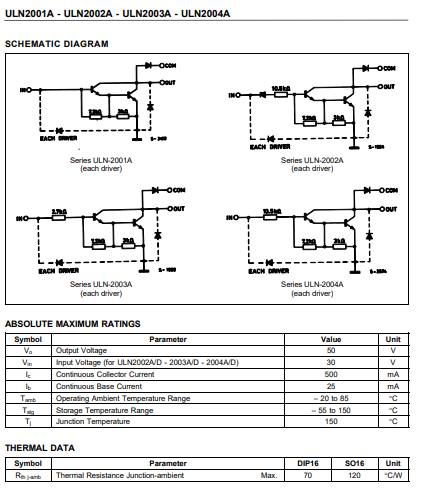 ULN2001A - ULN2002A - ULN2003A - ULN2004A
SCHEMATIC DIAGRAM
COM
OUT
IN
7.2kΩ 3kΩ
EACH DRIVER
Series ULN-2001A
(each driver)
COM
OUT
IN
10.5kΩ
7.2kΩ 3kΩ
EACH DRIVER
Series ULN-2002A
(each driver)
COM
OUT
IN
2.7kΩ
7.2kΩ 3kΩ
EACH DRIVER
Series ULN-2003A
(each driver)
COM
OUT
IN
10.5kΩ
7.2kΩ 3kΩ
EACH DRIVER
Series ULN-2004A
(each driver)
ABSOLUTE MAXIMUM RATINGS
Symbol Parameter Value Unit
Vo Output Voltage 50 V
Vin Input Voltage (for ULN2002A/D - 2003A/D - 2004A/D) 30 V
Ic Continuous Collector Current 500 mA
Ib Continuous Base Current 25 mA
Tamb Operating Ambient Temperature Range – 20 to 85 °C
Tstg Storage Temperature Range – 55 to 150 °C
Tj Junction Temperature 150 °C
THERMAL DATA
Symbol Parameter DIP16 SO16 Unit
Rth j-amb Thermal Resistance Junction-ambient Max. 70 120 °C/W